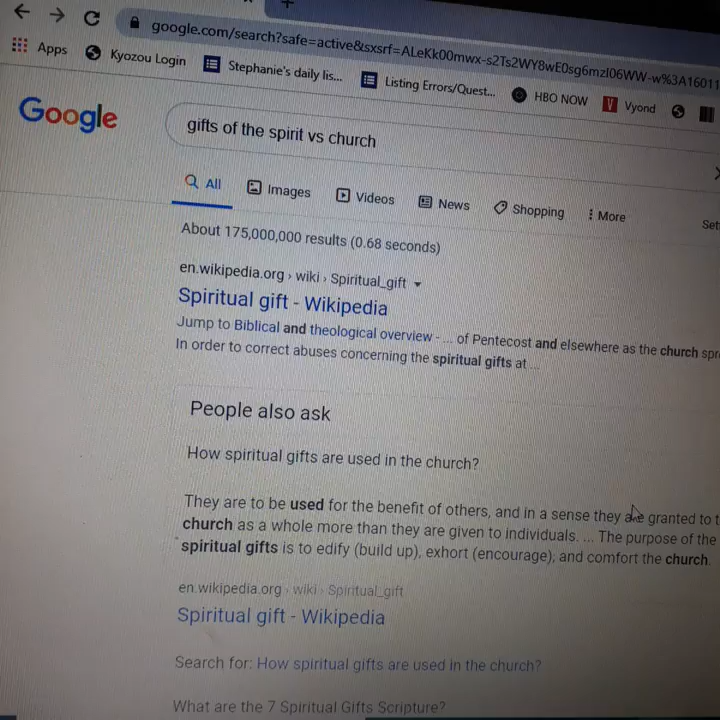 google.com/search?safe=active&sxsrf=ALeKk00mwx-s2Ts2WY8wE0sg6mzI06WW-w%3A16011
Apps Kyozou Login Stephanie's daily lis... Listing Errors/Quest... HBO NOW Vyond
Google gifts of the spirit vs church
All Images Videos News Shopping More Set
About 175,000,000 results (0.68 seconds)
en.wikipedia.org › wiki › Spiritual_gift
Spiritual gift - Wikipedia
Jump to Biblical and theological overview - ... of Pentecost and elsewhere as the church spr
In order to correct abuses concerning the spiritual gifts at ...
People also ask
How spiritual gifts are used in the church?
They are to be used for the benefit of others, and in a sense they are granted to t
church as a whole more than they are given to individuals. ... The purpose of the
spiritual gifts is to edify (build up), exhort (encourage), and comfort the church.
en.wikipedia.org › wiki › Spiritual_gift
Spiritual gift - Wikipedia
Search for: How spiritual gifts are used in the church?
What are the 7 Spiritual Gifts Scripture?